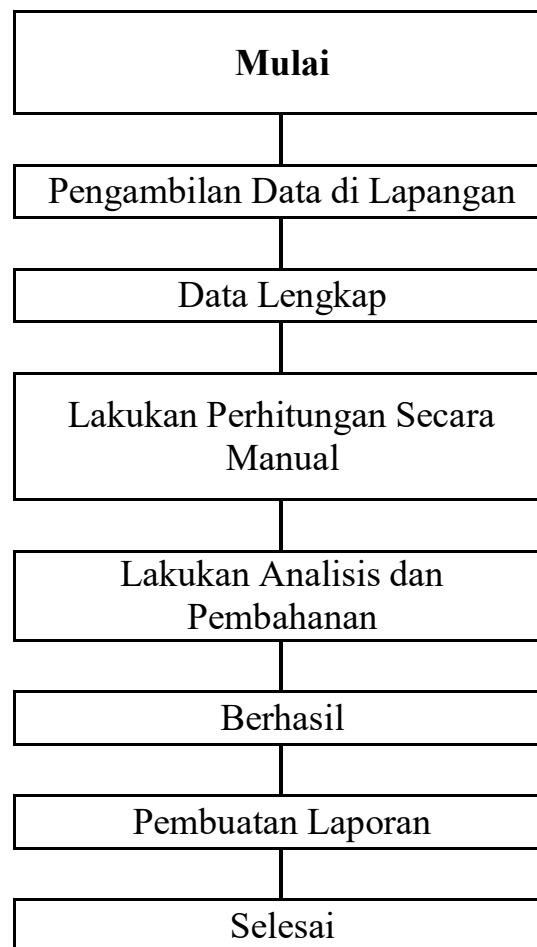 Mulai
Pengambilan Data di Lapangan
Data Lengkap
Lakukan Perhitungan Secara
Manual
Lakukan Analisis dan
Pembahanan
Berhasil
Pembuatan Laporan
Selesai